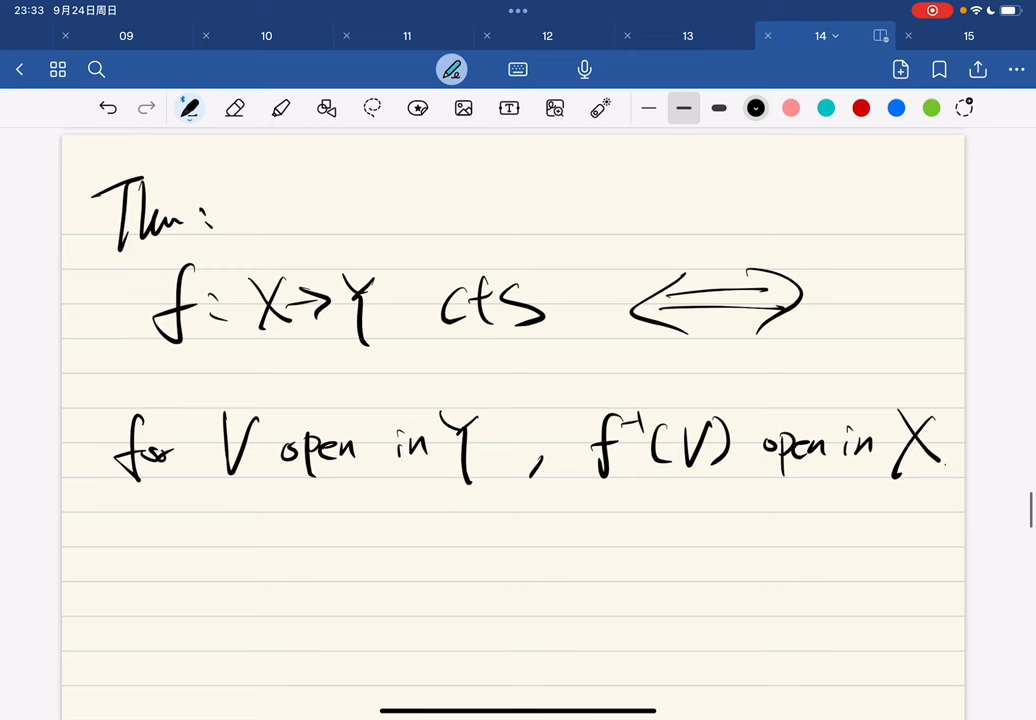 23:33 9月24日周日
09 10 11 12 13 14 15
Thm:
f: X→Y cts ⟺
for V open in Y, f⁻¹(V) open in X.